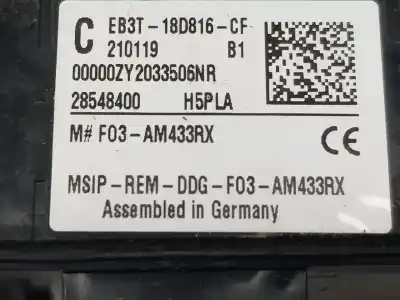 C EB3T-18D816-CF
210119 B1
00000ZY2033506NR
28548400 H5PLA
M# F03-AM433RX
CE
MSIP-REM-DDG-F03-AM433RX
Assembled in Germany